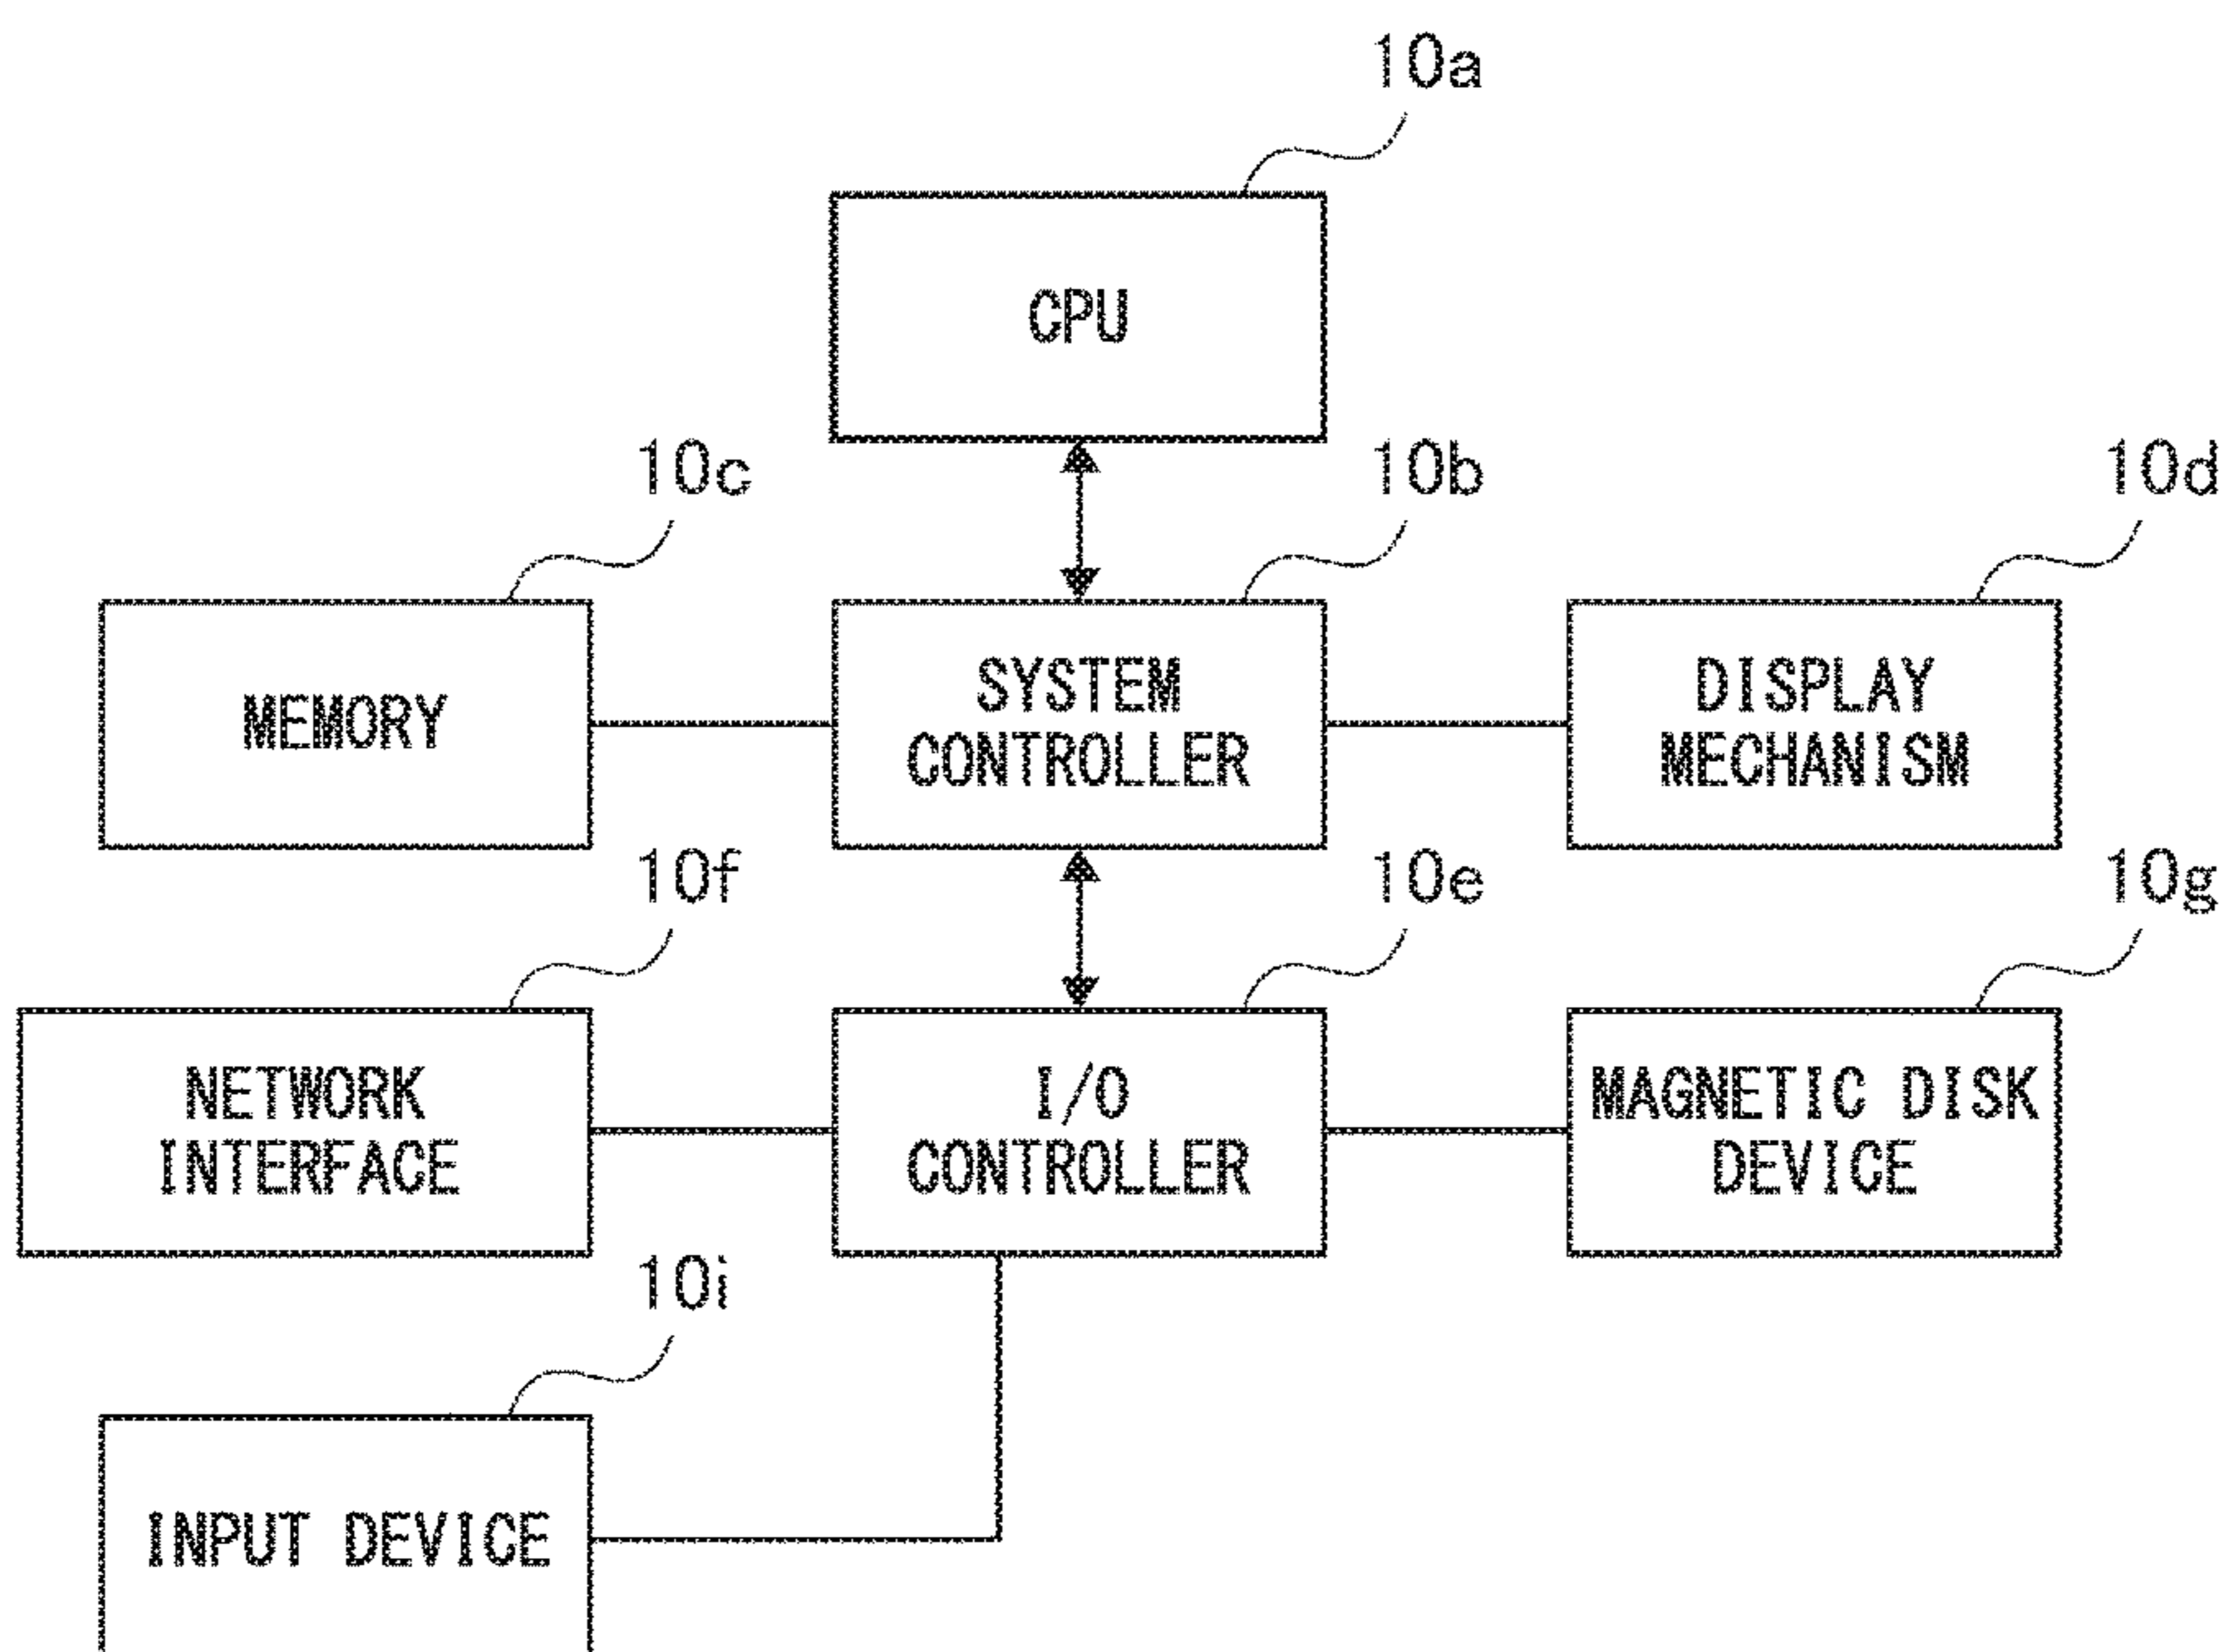 10a
CPU
10c
10b
10d
MEMORY
SYSTEM
CONTROLLER
DISPLAY
MECHANISM
10f
10e
10g
NETWORK
INTERFACE
I/O
CONTROLLER
MAGNETIC DISK
DEVICE
10i
INPUT DEVICE